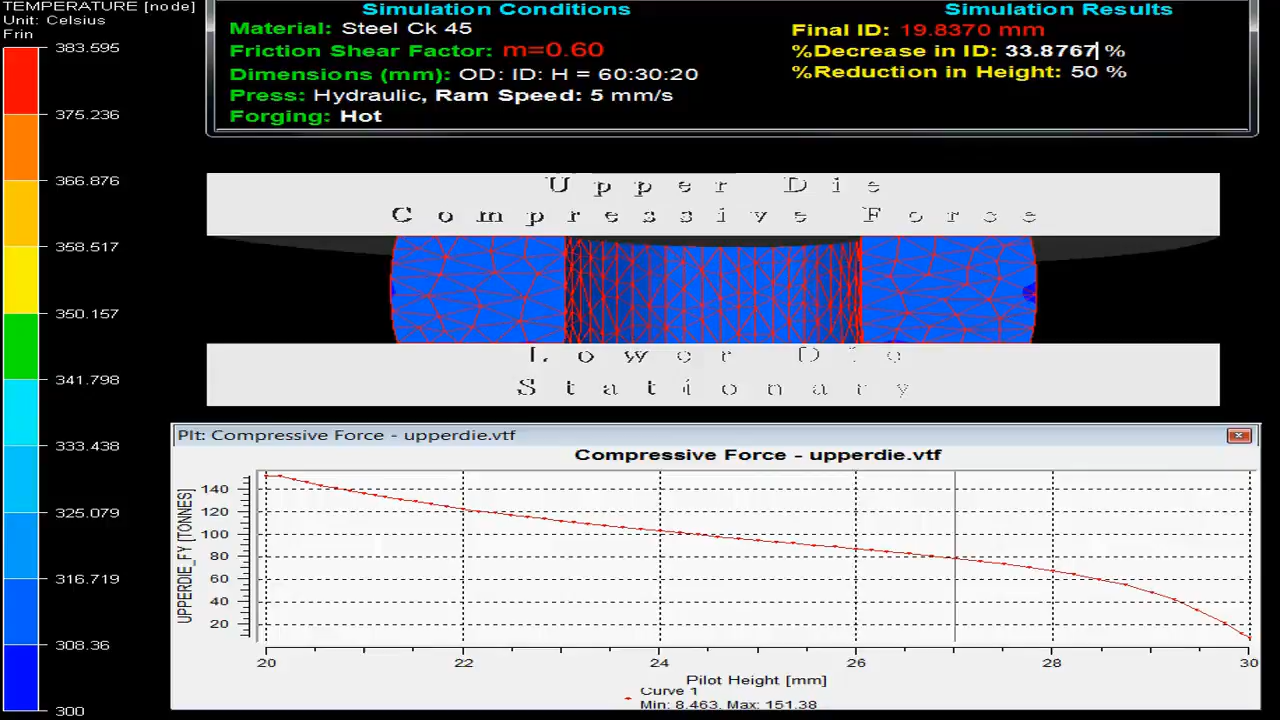 TEMPERATURE [node]
Unit: Celsius
Frin
383.595
375.236
366.876
358.517
350.157
341.798
333.438
325.079
316.719
308.36
300
Simulation Conditions
Material: Steel Ck 45
Friction Shear Factor: m=0.60
Dimensions (mm): OD: ID: H = 60:30:20
Press: Hydraulic, Ram Speed: 5 mm/s
Forging: Hot
Simulation Results
Final ID: 19.8370 mm
%Decrease in ID: 33.8767 %
%Reduction in Height: 50 %
Upper Die
Compressive Force
Lower Die
Stationary
Plt: Compressive Force - upperdie.vtf
Compressive Force - upperdie.vtf
UPPERDIE_FY [TONNES]
140
120
100
80
60
40
20
20 22 24 26 28 30
Pilot Height [mm]
Curve 1
Min: 8.463, Max: 151.38